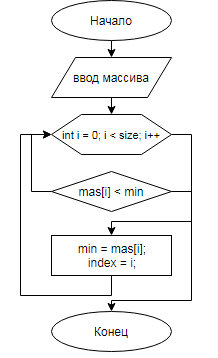 Начало
ввод массива
int i = 0; i < size; i++
mas[i] < min
min = mas[i];
index = i;
Конец